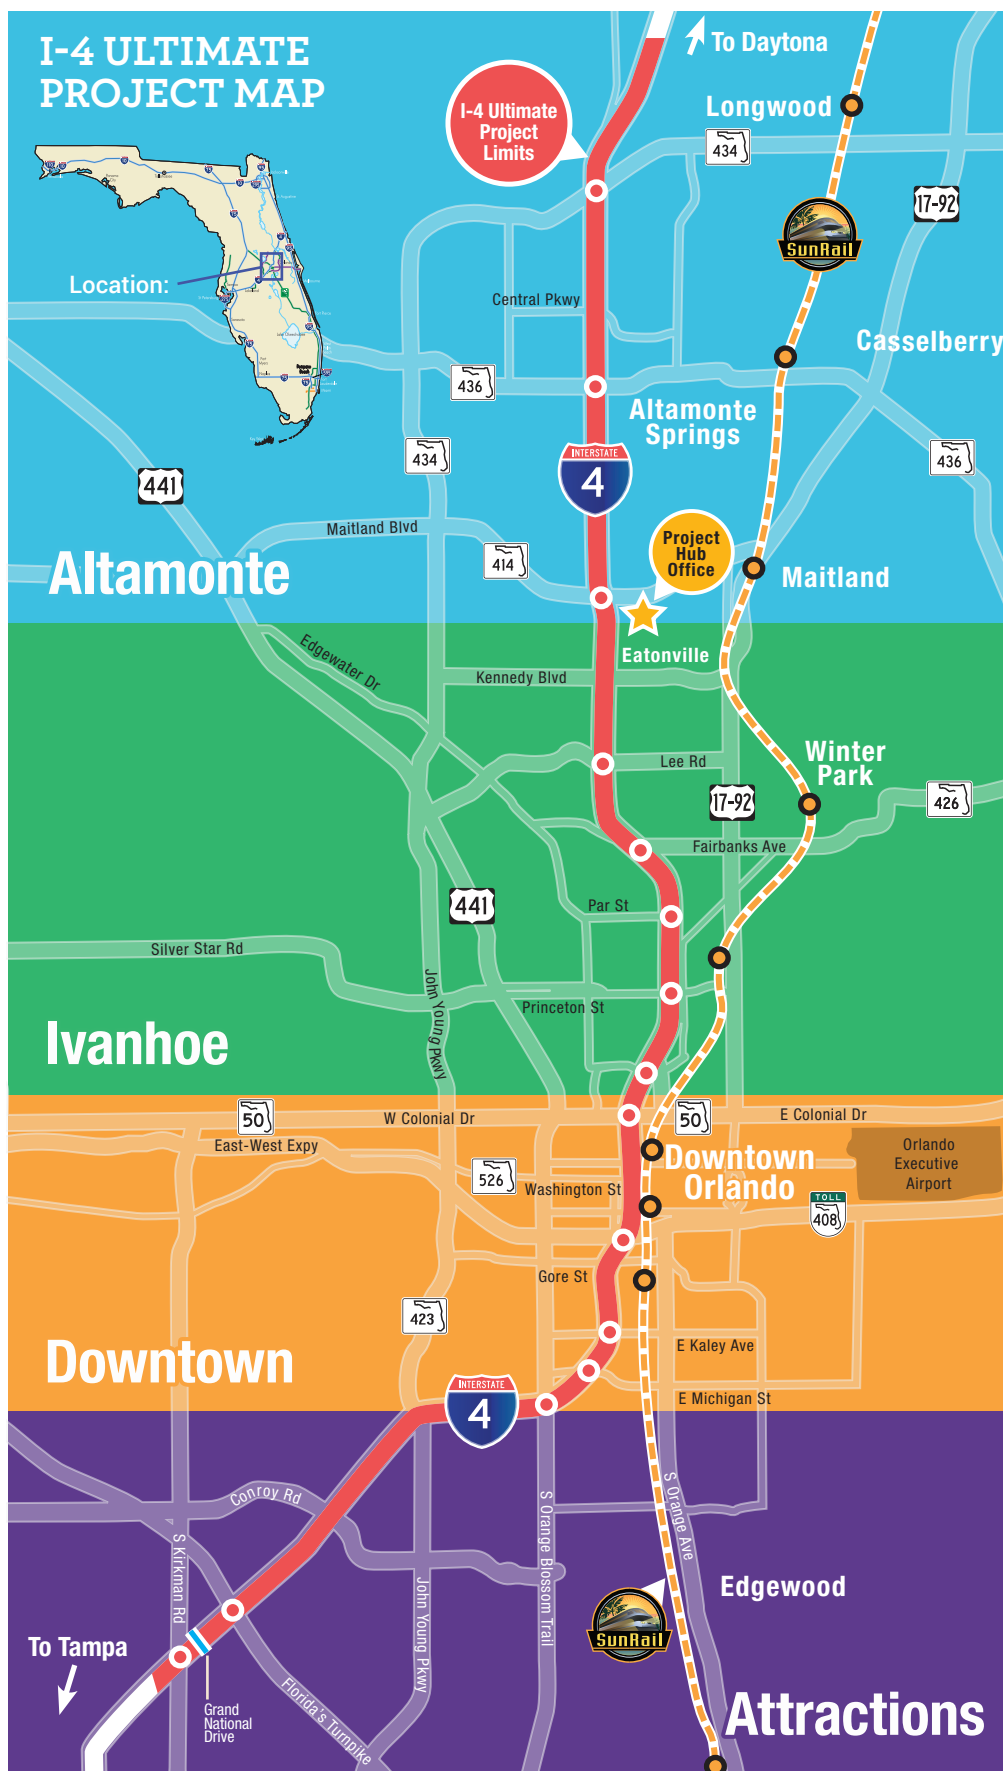 I-4 ULTIMATE
PROJECT MAP
To Daytona
I-4 Ultimate
Project
Limits
Longwood
434
17-92
SunRail
Location:
Central Pkwy
Casselberry
436
Altamonte
Springs
434
436
INTERSTATE
4
441
Maitland Blvd
Project
Hub
Office
414
Altamonte
Maitland
Edgewater Dr
Eatonville
Kennedy Blvd
Winter
Park
Lee Rd
17-92
426
Fairbanks Ave
441
Par St
Silver Star Rd
John Young Pkwy
Princeton St
Ivanhoe
50
W Colonial Dr
50
E Colonial Dr
East-West Expy
Orlando
Executive
Airport
Downtown
Orlando
526
Washington St
TOLL
408
Gore St
423
E Kaley Ave
Downtown
INTERSTATE
4
E Michigan St
Conroy Rd
S Kirkman Rd
S Orange Blossom Trail
S Orange Ave
John Young Pkwy
Edgewood
SunRail
To Tampa
Grand
National
Drive
Florida's Turnpike
Attractions